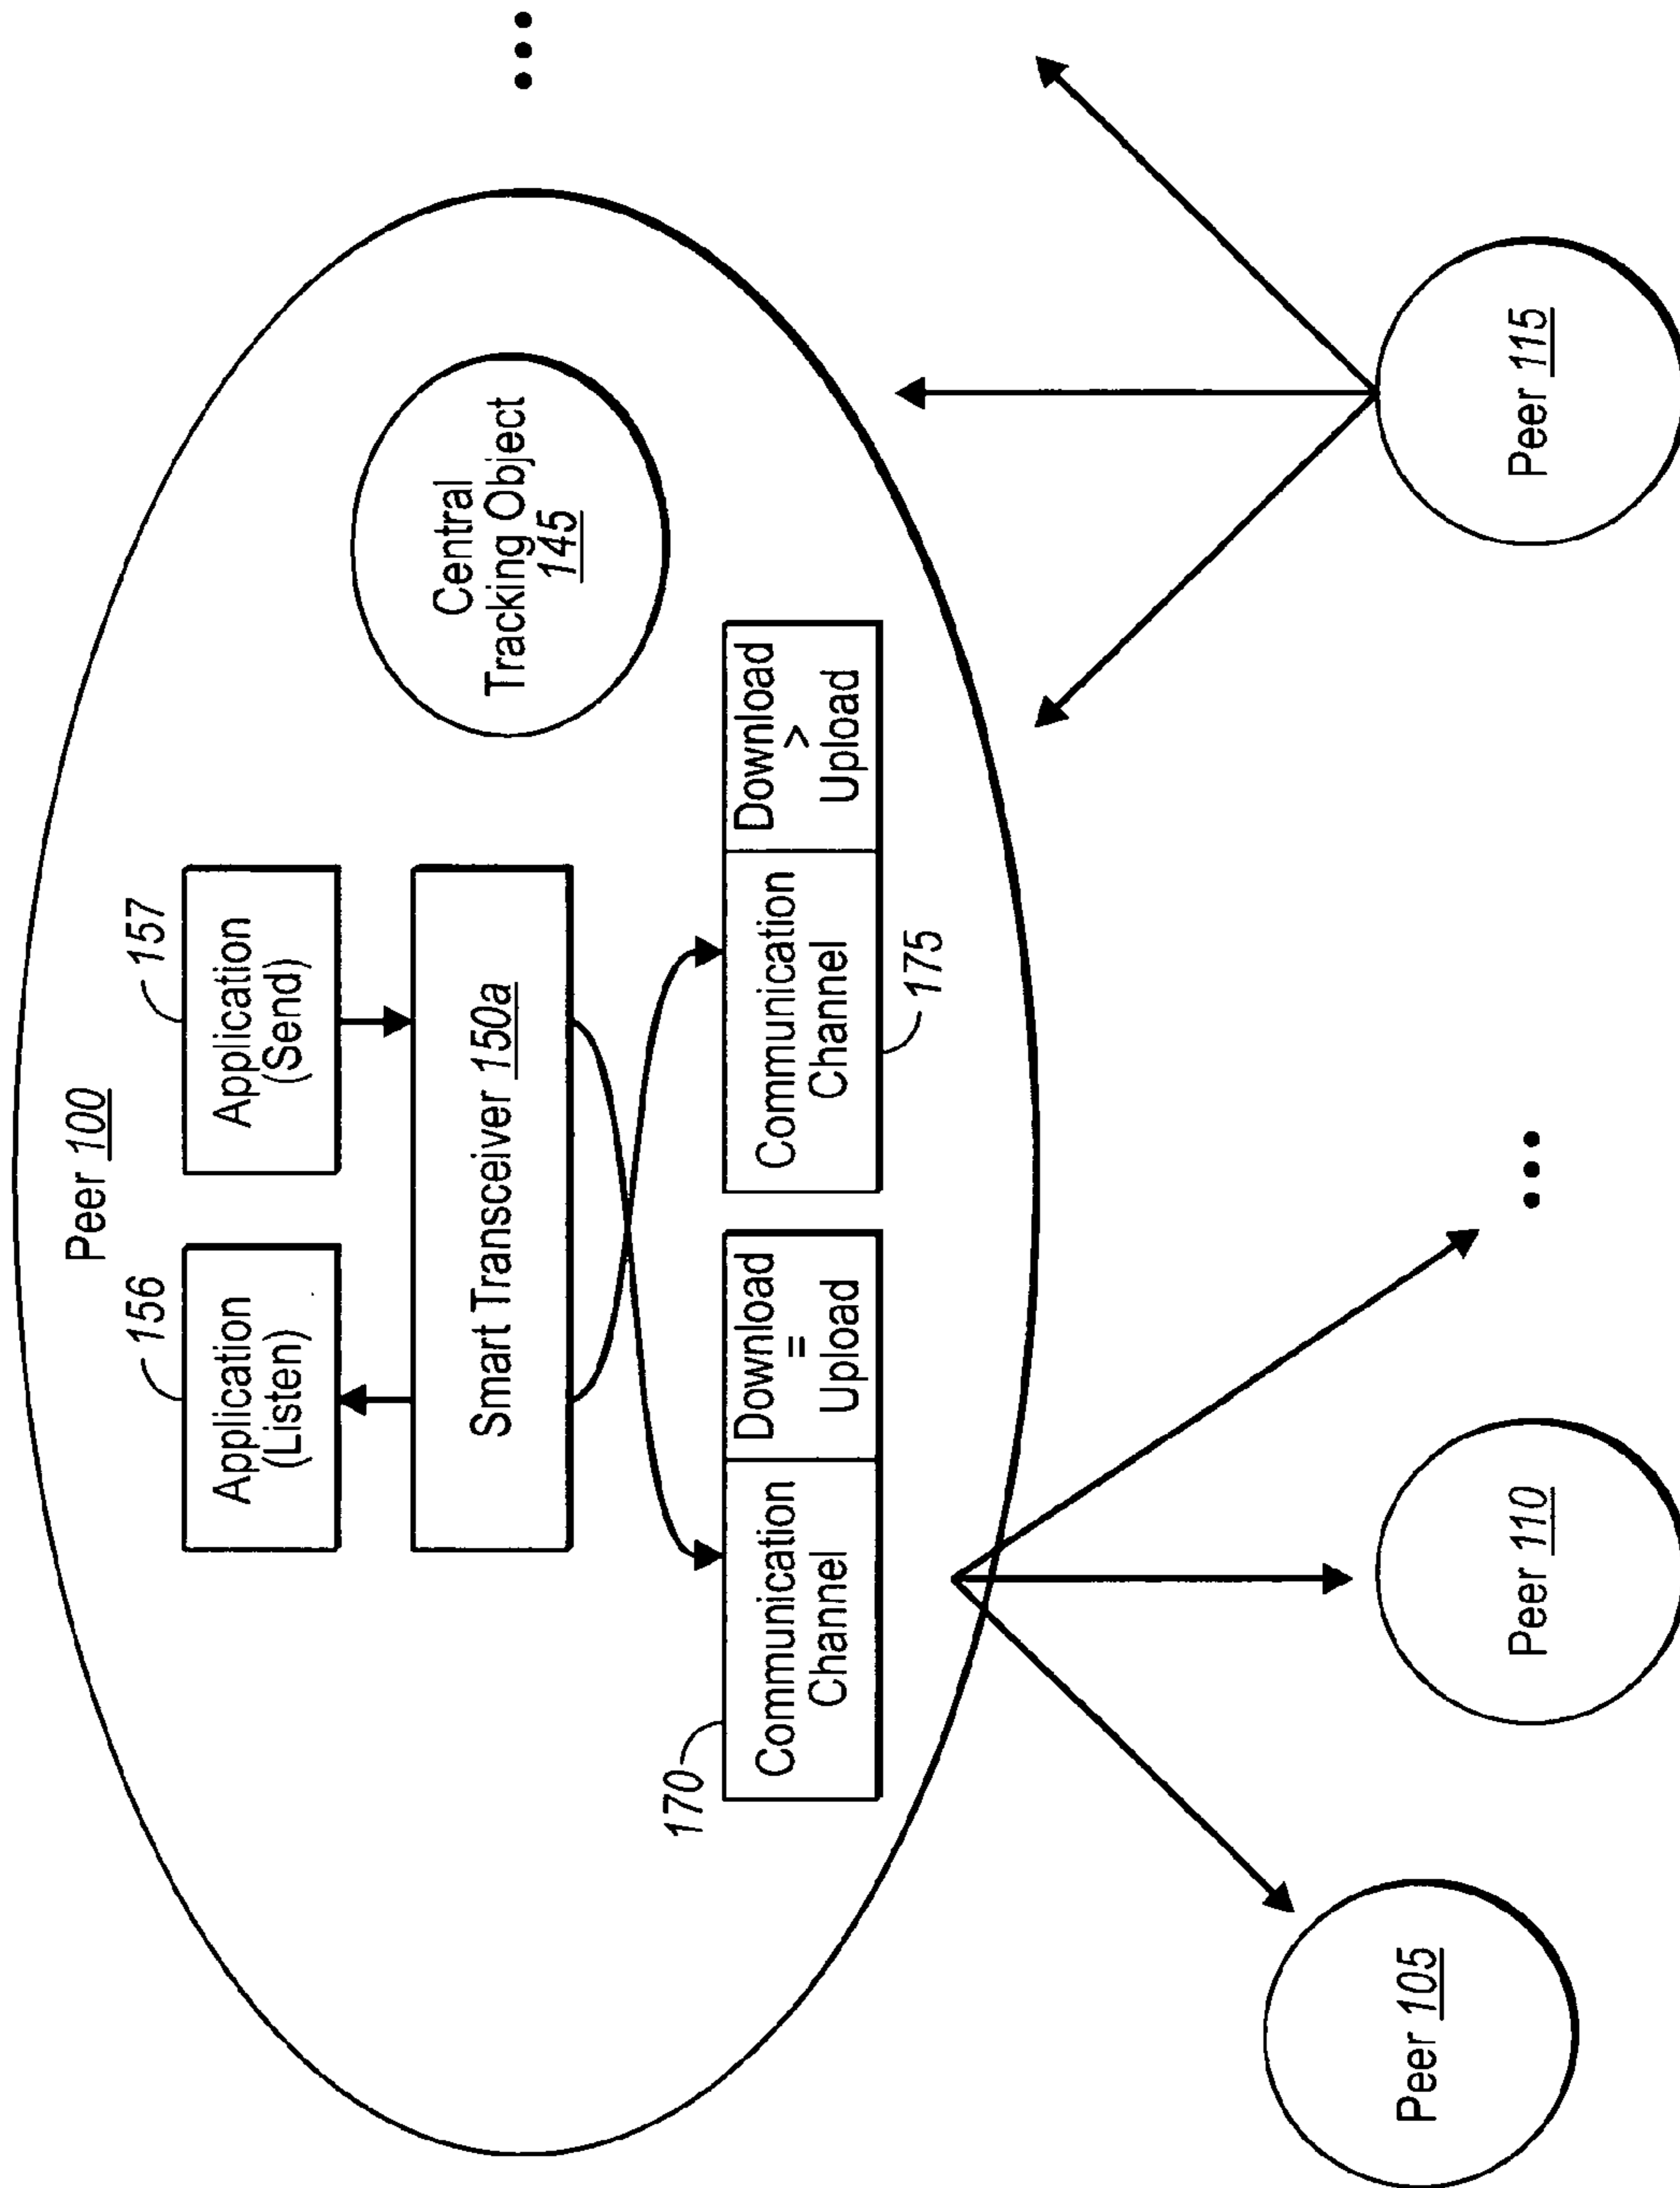 Peer 100
156
157
Application
(Listen)
Application
(Send)
Smart Transceiver 150a
Central
Tracking Object
145
170
Communication
Channel
Download
=
Upload
Communication
Channel
Download
>
Upload
175
Peer 105
Peer 110
...
Peer 115
...